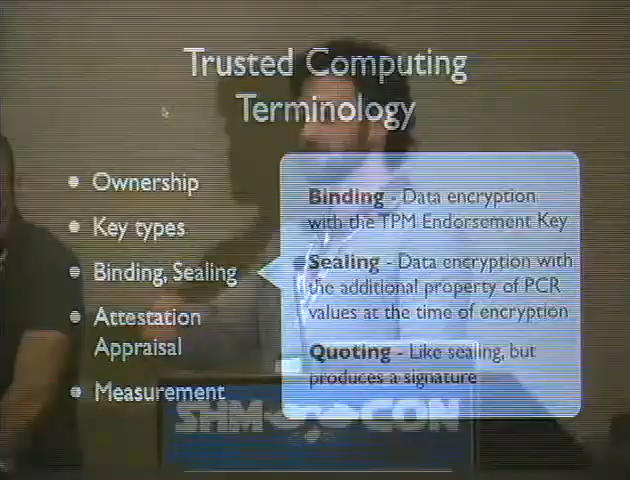 Trusted Computing
Terminology
Ownership
Key types
Binding, Sealing
Attestation
Appraisal
Measurement
Binding - Data encryption
with the TPM Endorsement Key
Sealing - Data encryption with
the additional property of PCR
values at the time of encryption
Quoting - Like sealing, but
produces a signature
SHMOOCON